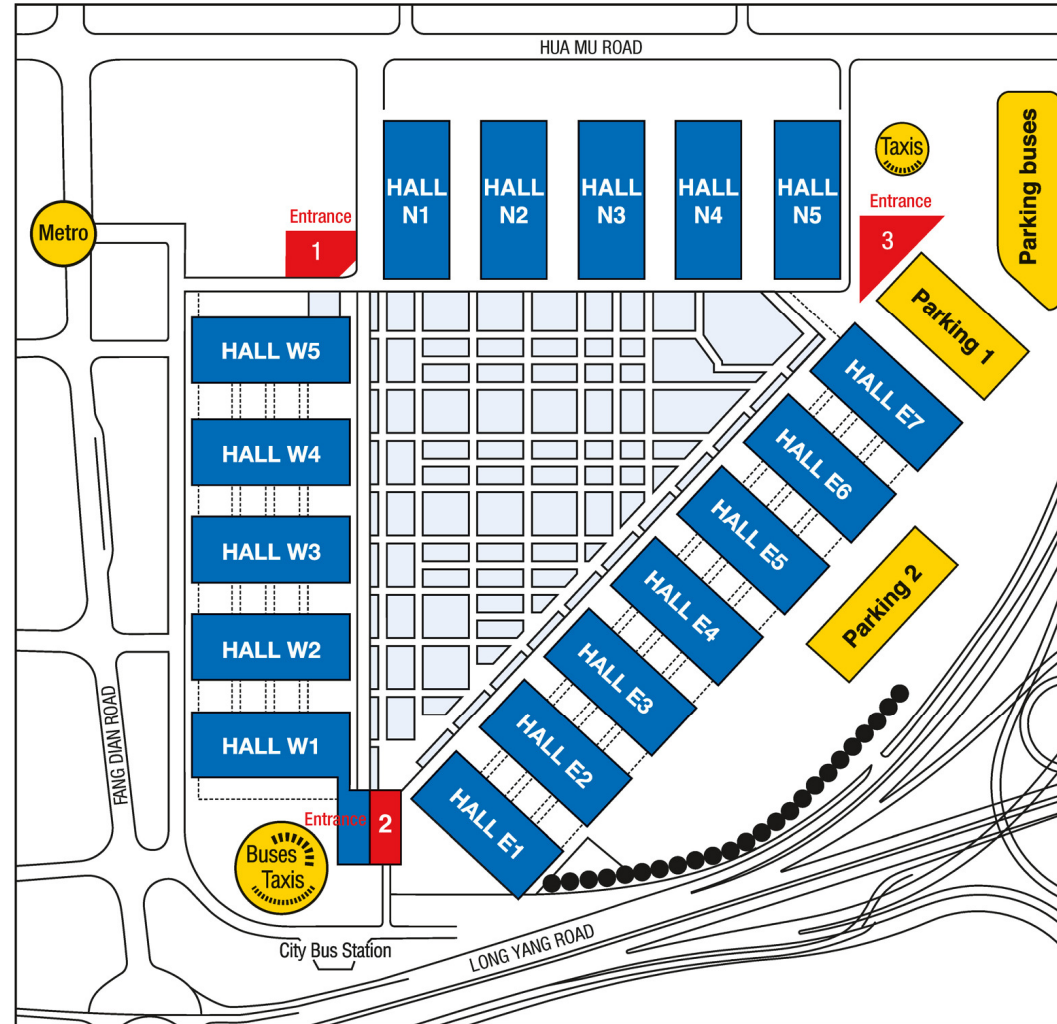 HUA MU ROAD
HALL
N1
HALL
N2
HALL
N3
HALL
N4
HALL
N5
Taxis
Parking buses
Metro
Entrance
1
Entrance
3
Parking 1
HALL W5
HALL W4
HALL W3
HALL W2
HALL W1
HALL E7
HALL E6
HALL E5
HALL E4
HALL E3
HALL E2
HALL E1
Parking 2
FANG DIAN ROAD
Entrance
2
Buses
Taxis
City Bus Station
LONG YANG ROAD